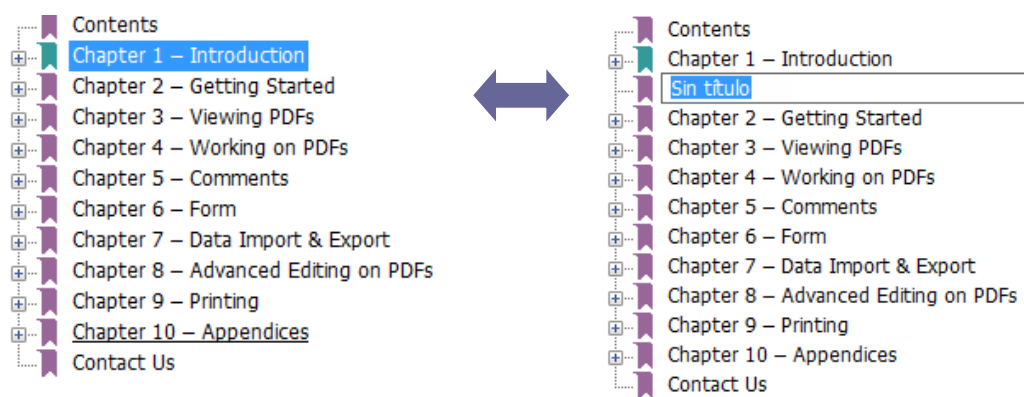 Contents
Chapter 1 – Introduction
Chapter 2 – Getting Started
Chapter 3 – Viewing PDFs
Chapter 4 – Working on PDFs
Chapter 5 – Comments
Chapter 6 – Form
Chapter 7 – Data Import & Export
Chapter 8 – Advanced Editing on PDFs
Chapter 9 – Printing
Chapter 10 – Appendices
Contact Us
Contents
Chapter 1 – Introduction
Sin título
Chapter 2 – Getting Started
Chapter 3 – Viewing PDFs
Chapter 4 – Working on PDFs
Chapter 5 – Comments
Chapter 6 – Form
Chapter 7 – Data Import & Export
Chapter 8 – Advanced Editing on PDFs
Chapter 9 – Printing
Chapter 10 – Appendices
Contact Us